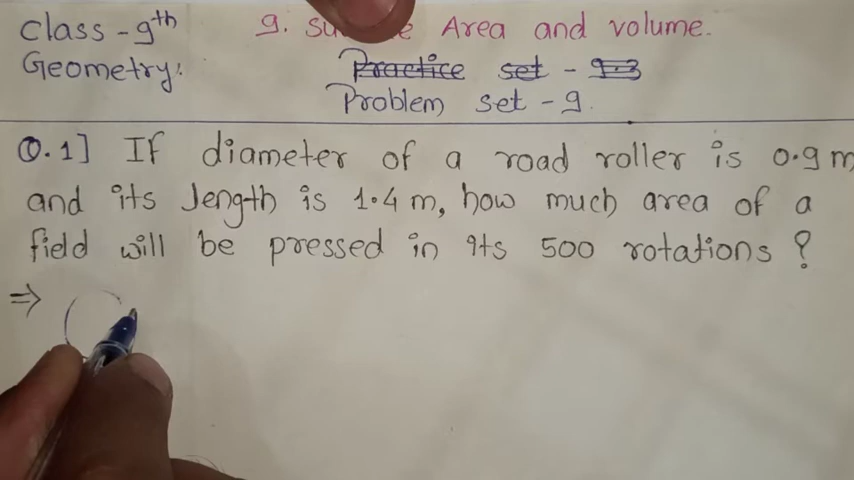 Class - 9th
9. Area and volume.
Geometry:
Practice set - 9.3
Problem set - 9.
Q.1] If diameter of a road roller is 0.9 m
and its length is 1.4 m, how much area of a
field will be pressed in its 500 rotations ?
⇒